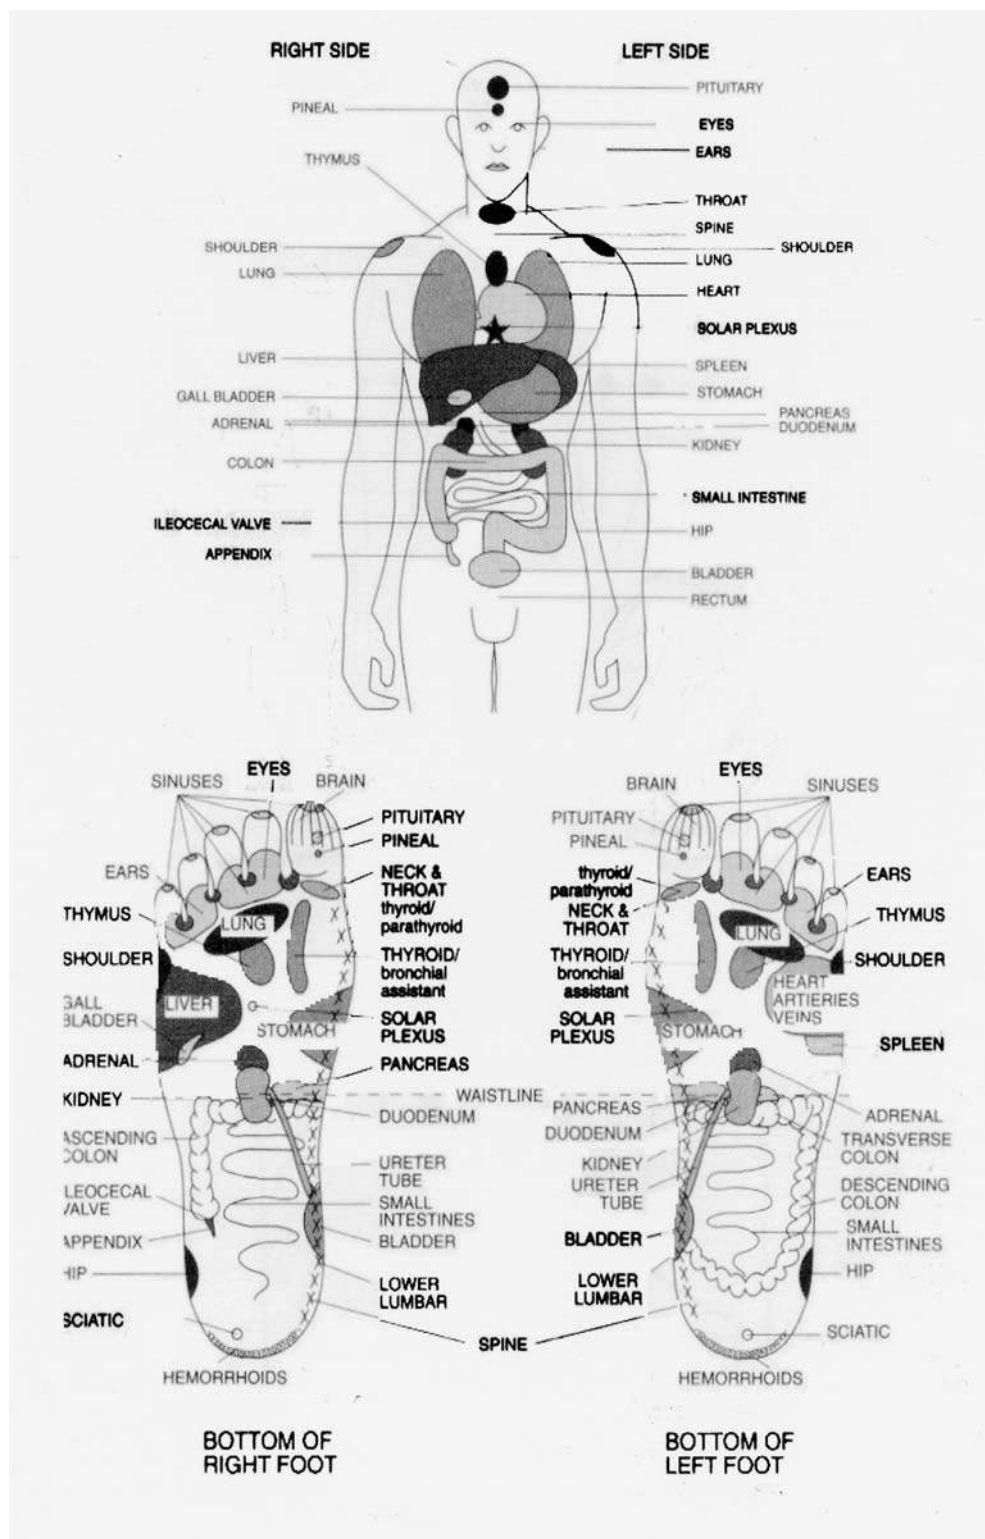 RIGHT SIDE
LEFT SIDE
PITUITARY
PINEAL
EYES
EARS
THYMUS
THROAT
SPINE
SHOULDER
SHOULDER
LUNG
LUNG
HEART
SOLAR PLEXUS
LIVER
SPLEEN
GALL BLADDER
STOMACH
PANCREAS
ADRENAL
DUODENUM
KIDNEY
COLON
SMALL INTESTINE
ILEOCECAL VALVE
HIP
APPENDIX
BLADDER
RECTUM
SINUSES
EYES
BRAIN
PITUITARY
PINEAL
EARS
NECK &
THROAT
thyroid/
parathyroid
THYMUS
LUNG
SHOULDER
THYROID/
bronchial
assistant
GALL
BLADDER
LIVER
SOLAR
PLEXUS
STOMACH
ADRENAL
PANCREAS
KIDNEY
WAISTLINE
DUODENUM
ASCENDING
COLON
URETER
TUBE
ILEOCECAL
VALVE
SMALL
INTESTINES
APPENDIX
BLADDER
HIP
LOWER
LUMBAR
SCIATIC
SPINE
HEMORRHOIDS
BOTTOM OF
RIGHT FOOT
BRAIN
EYES
SINUSES
PITUITARY
PINEAL
thyroid/
parathyroid
EARS
NECK &
THROAT
THYMUS
LUNG
THYROID/
bronchial
assistant
SHOULDER
HEART
ARTIERIES
VEINS
SOLAR
PLEXUS
STOMACH
SPLEEN
PANCREAS
ADRENAL
DUODENUM
TRANSVERSE
COLON
KIDNEY
URETER
TUBE
DESCENDING
COLON
BLADDER
SMALL
INTESTINES
LOWER
LUMBAR
HIP
SCIATIC
HEMORRHOIDS
BOTTOM OF
LEFT FOOT